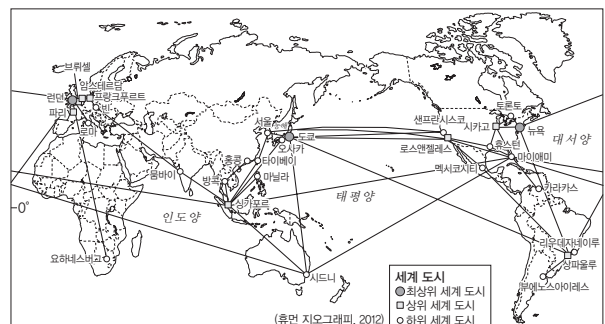 브뤼셀
암스테르담
런던
프랑크푸르트
파리
빈
로마
서울
도쿄
오사카
홍콩
타이베이
뭄바이
방콕
마닐라
싱가포르
인도양
태평양
0°
요하네스버고
시드니
샌프란시스코
시카고
토론토
뉴욕
대서양
로스앤젤레스
휴스턴
마이애미
멕시코시티
카라카스
리우데자네이루
상파울루
부에노스아이레스
세계 도시
최상위 세계 도시
상위 세계 도시
하위 세계 도시
(휴먼 지오그래피, 2012)